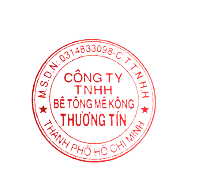 M.S.D.N: 0314833098-C.T.T.N.H.H
CÔNG TY
TNHH
BÊ TÔNG MÊ KÔNG
THƯƠNG TÍN
★ THÀNH PHỐ HỒ CHÍ MINH ★